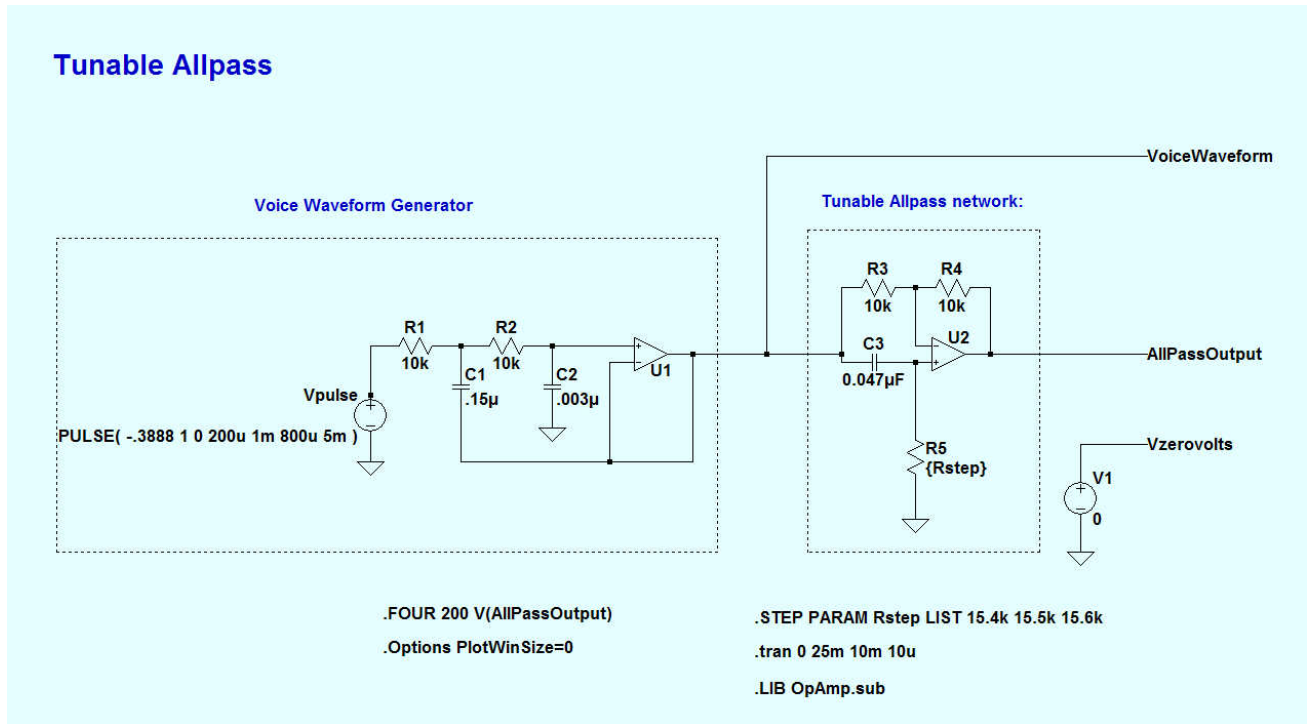 Tunable Allpass
VoiceWaveform
Voice Waveform Generator
Tunable Allpass network:
R3
10k
R4
10k
R1
10k
R2
10k
C1
.15µ
C2
.003µ
+
−
U1
C3
0.047µF
−
+
U2
AllPassOutput
Vpulse
+
−
PULSE( -.3888 1 0 200u 1m 800u 5m )
R5
{Rstep}
Vzerovolts
V1
+
−
0
.FOUR 200 V(AllPassOutput)
.Options PlotWinSize=0
.STEP PARAM Rstep LIST 15.4k 15.5k 15.6k
.tran 0 25m 10m 10u
.LIB OpAmp.sub